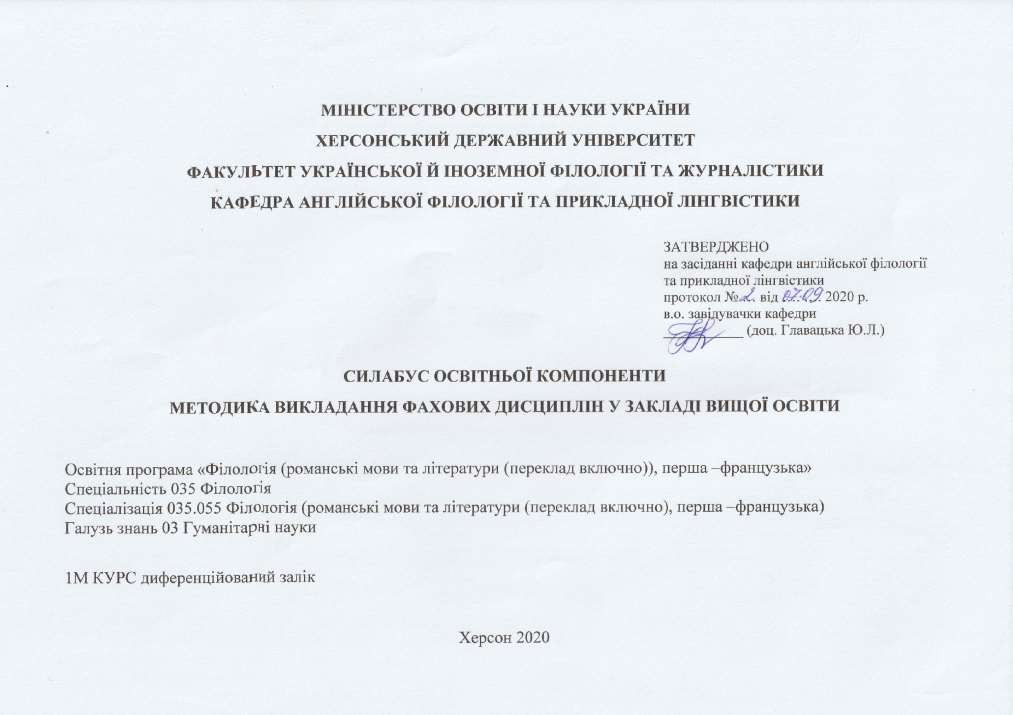 МІНІСТЕРСТВО ОСВІТИ І НАУКИ УКРАЇНИ
ХЕРСОНСЬКИЙ ДЕРЖАВНИЙ УНІВЕРСИТЕТ
ФАКУЛЬТЕТ УКРАЇНСЬКОЇ Й ІНОЗЕМНОЇ ФІЛОЛОГІЇ ТА ЖУРНАЛІСТИКИ
КАФЕДРА АНГЛІЙСЬКОЇ ФІЛОЛОГІЇ ТА ПРИКЛАДНОЇ ЛІНГВІСТИКИ
ЗАТВЕРДЖЕНО
на засіданні кафедри англійської філології
та прикладної лінгвістики
протокол № 2. від 07.09. 2020 р.
в.о. завідувачки кафедри
(доц. Главацька Ю.Л.)
СИЛАБУС ОСВІТНЬОЇ КОМПОНЕНТИ
МЕТОДИКА ВИКЛАДАННЯ ФАХОВИХ ДИСЦИПЛІН У ЗАКЛАДІ ВИЩОЇ ОСВІТИ
Освітня програма «Філологія (романські мови та літератури (переклад включно)), перша –французька»
Спеціальність 035 Філологія
Спеціалізація 035.055 Філологія (романські мови та літератури (переклад включно), перша –французька)
Галузь знань 03 Гуманітарні науки
1М КУРС диференційований залік
Херсон 2020